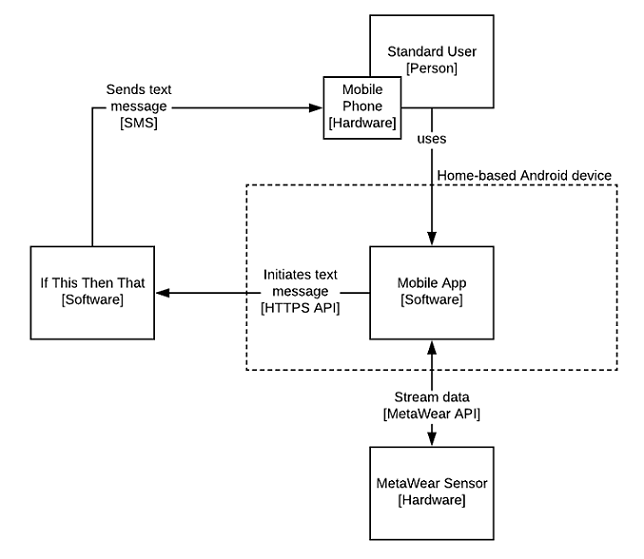 Standard User
[Person]
Sends text
message
[SMS]
Mobile
Phone
[Hardware]
uses
Home-based Android device
If This Then That
[Software]
Initiates text
message
[HTTPS API]
Mobile App
[Software]
Stream data
[MetaWear API]
MetaWear Sensor
[Hardware]